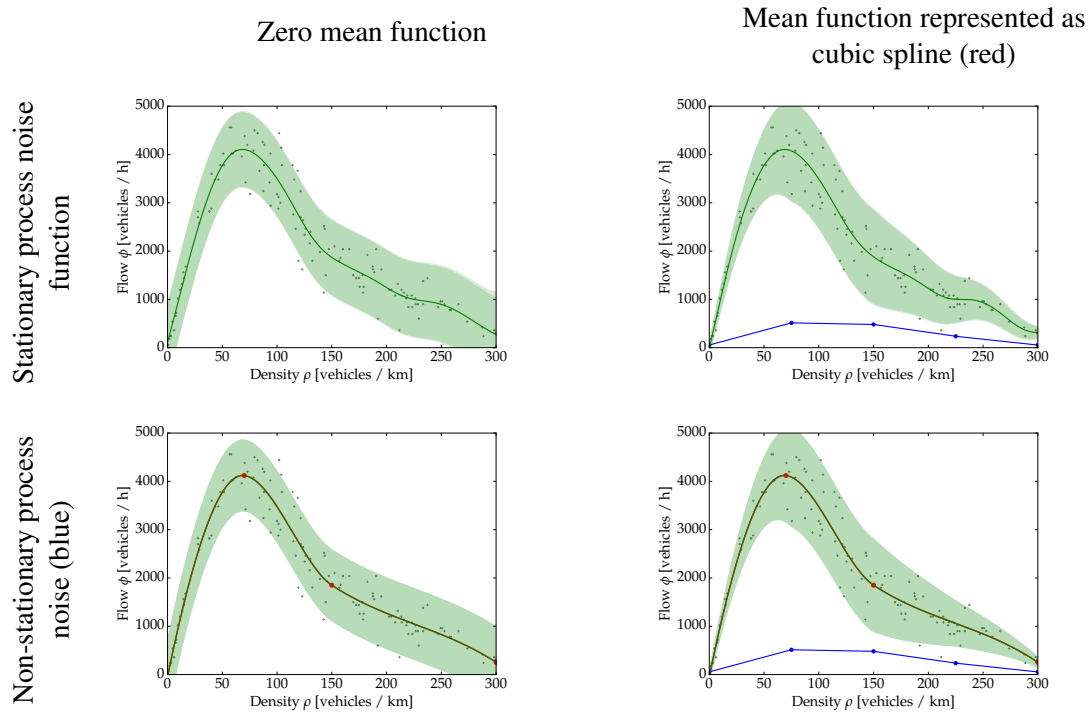 Zero mean function
Mean function represented as
cubic spline (red)
Stationary process noise
function
5000
4000
3000
2000
1000
0
Flow ϕ [vehicles / h]
0 50 100 150 200 250 300
Density ρ [vehicles / km]
5000
4000
3000
2000
1000
0
Flow ϕ [vehicles / h]
0 50 100 150 200 250 300
Density ρ [vehicles / km]
Non-stationary process
noise (blue)
5000
4000
3000
2000
1000
0
Flow ϕ [vehicles / h]
0 50 100 150 200 250 300
Density ρ [vehicles / km]
5000
4000
3000
2000
1000
0
Flow ϕ [vehicles / h]
0 50 100 150 200 250 300
Density ρ [vehicles / km]